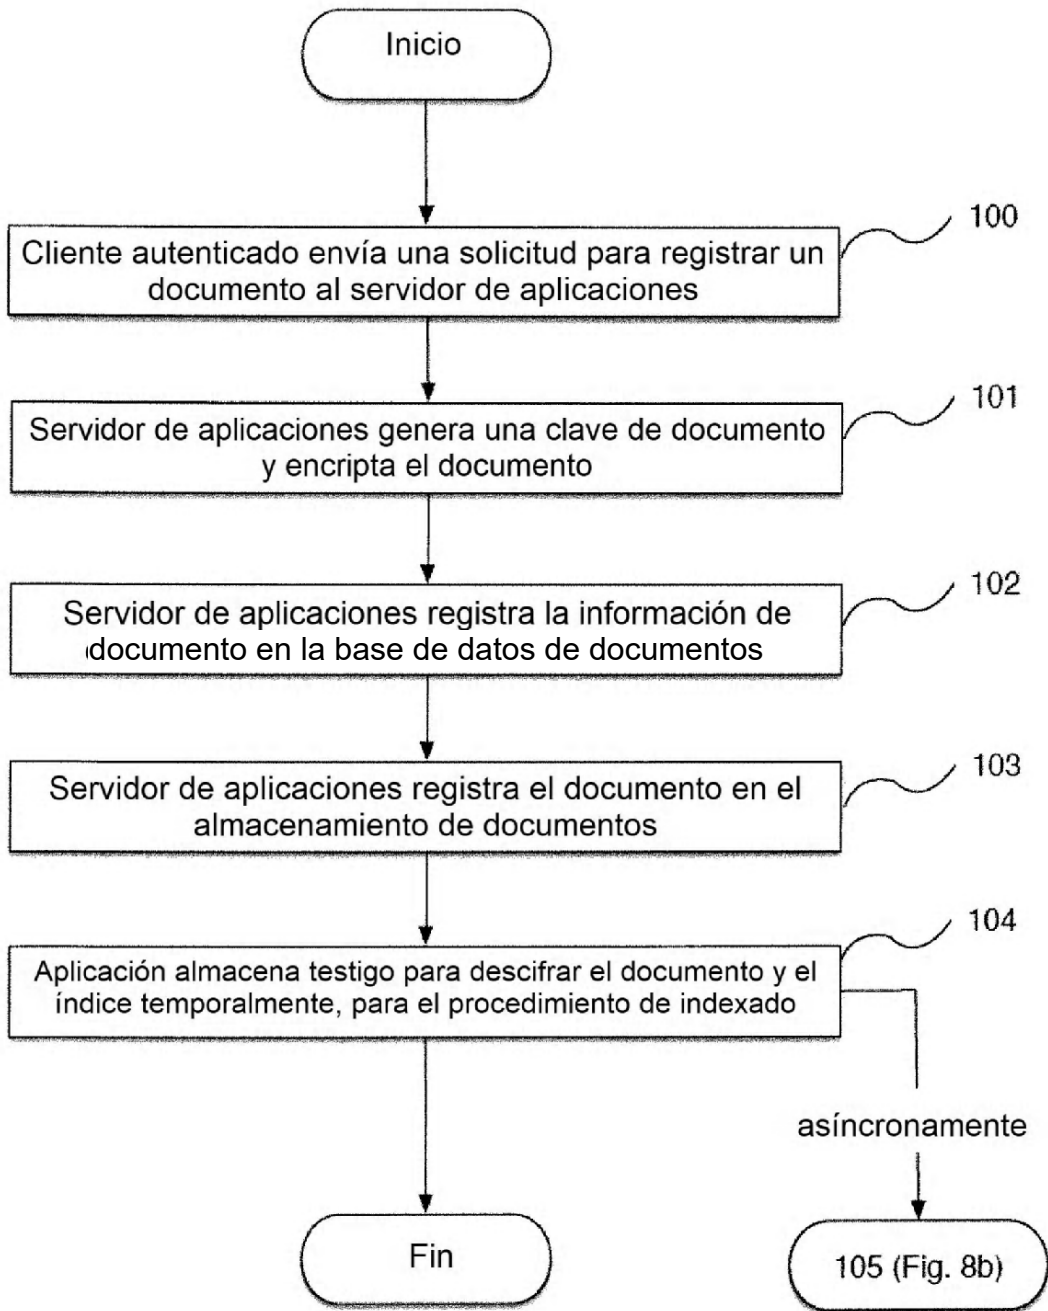 Inicio
100
Cliente autenticado envía una solicitud para registrar un
documento al servidor de aplicaciones
101
Servidor de aplicaciones genera una clave de documento
y encripta el documento
102
Servidor de aplicaciones registra la información de
documento en la base de datos de documentos
103
Servidor de aplicaciones registra el documento en el
almacenamiento de documentos
104
Aplicación almacena testigo para descifrar el documento y el
índice temporalmente, para el procedimiento de indexado
asíncronamente
Fin
105 (Fig. 8b)